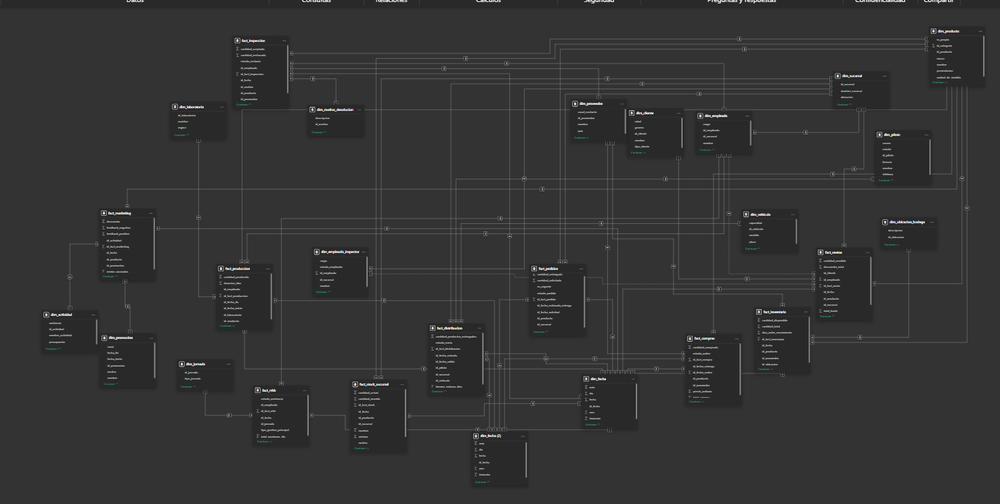 Datos
Consultas
Relaciones
Cálculos
Seguridad
Preguntas y respuestas
Confidencialidad
Compartir
fact_inspeccion
cantidad_aceptada
cantidad_rechazada
estado_reclamo
id_empleado
id_fact_inspeccion
id_fecha
id_motivo
id_producto
id_proveedor
Contraer
dim_producto
es_propio
id_categoria
id_producto
marca
nombre
presentacion
unidad_de_medida
Contraer
dim_sucursal
id_sucursal
nombre_sucursal
ubicacion
Contraer
dim_laboratorio
id_laboratorio
nombre
region
Contraer
dim_motivo_devolucion
descripcion
id_motivo
Contraer
dim_proveedor
canal_contacto
id_proveedor
nombre
pais
Contraer
dim_cliente
edad
genero
id_cliente
nombre
tipo_cliente
Contraer
dim_empleado
cargo
id_empleado
id_sucursal
nombre
Contraer
dim_piloto
correo
estado
id_piloto
licencia
nombre
telefono
Contraer
fact_marketing
descuento
feedback_negativo
feedback_positivo
id_actividad
id_fact_marketing
id_fecha
id_producto
id_promocion
ventas_asociadas
Contraer
dim_vehiculo
capacidad
id_vehiculo
modelo
placa
Contraer
dim_ubicacion_bodega
descripcion
id_ubicacion
Contraer
dim_empleado_inspector
cargo
estado_empleado
id_empleado
id_sucursal
nombre
Contraer
fact_ventas
cantidad_vendida
descuento_total
id_cliente
id_empleado
id_fact_venta
id_fecha
id_producto
id_sucursal
total_bruto
Contraer
fact_produccion
cantidad_producida
duracion_dias
id_empleado
id_fact_produccion
id_fecha_fin
id_fecha_inicio
id_laboratorio
id_producto
Contraer
fact_pedidos
cantidad_entregada
cantidad_solicitada
es_urgente
estado_pedido
id_fact_pedido
id_fecha_estimada_entrega
id_fecha_solicitud
id_producto
id_sucursal
Contraer
dim_actividad
asistencia
id_actividad
nombre_actividad
presupuesto
Contraer
dim_promocion
canal
fecha_fin
fecha_inicio
id_promocion
motivo
nombre
Contraer
fact_inventario
cantidad_disponible
cantidad_total
dias_antes_vencimiento
id_fact_inventario
id_fecha
id_producto
id_proveedor
id_ubicacion
Contraer
fact_distribucion
cantidad_productos_entregados
estado_envio
id_fact_distribucion
id_fecha_entrada
id_fecha_salida
id_piloto
id_sucursal
id_vehiculo
tiempo_entrega_dias
Contraer
fact_compras
cantidad_comprada
estado_orden
id_fact_compra
id_fecha_entrega
id_fecha_orden
id_producto
id_proveedor
precio_unitario
Contraer
dim_jornada
id_jornada
tipo_jornada
Contraer
fact_rrhh
estado_asistencia
id_empleado
id_fact_rrhh
id_fecha
id_jornada
tipo_gestion_principal
Contraer
fact_stock_sucursal
cantidad_actual
cantidad_movida
id_fact_stock
id_fecha
id_producto
id_sucursal
maximo
minimo
motivo
Contraer
dim_fecha
anio
dia
fecha
id_fecha
mes
trimestre
Contraer
dim_fecha (2)
anio
dia
fecha
id_fecha
mes
trimestre
Contraer